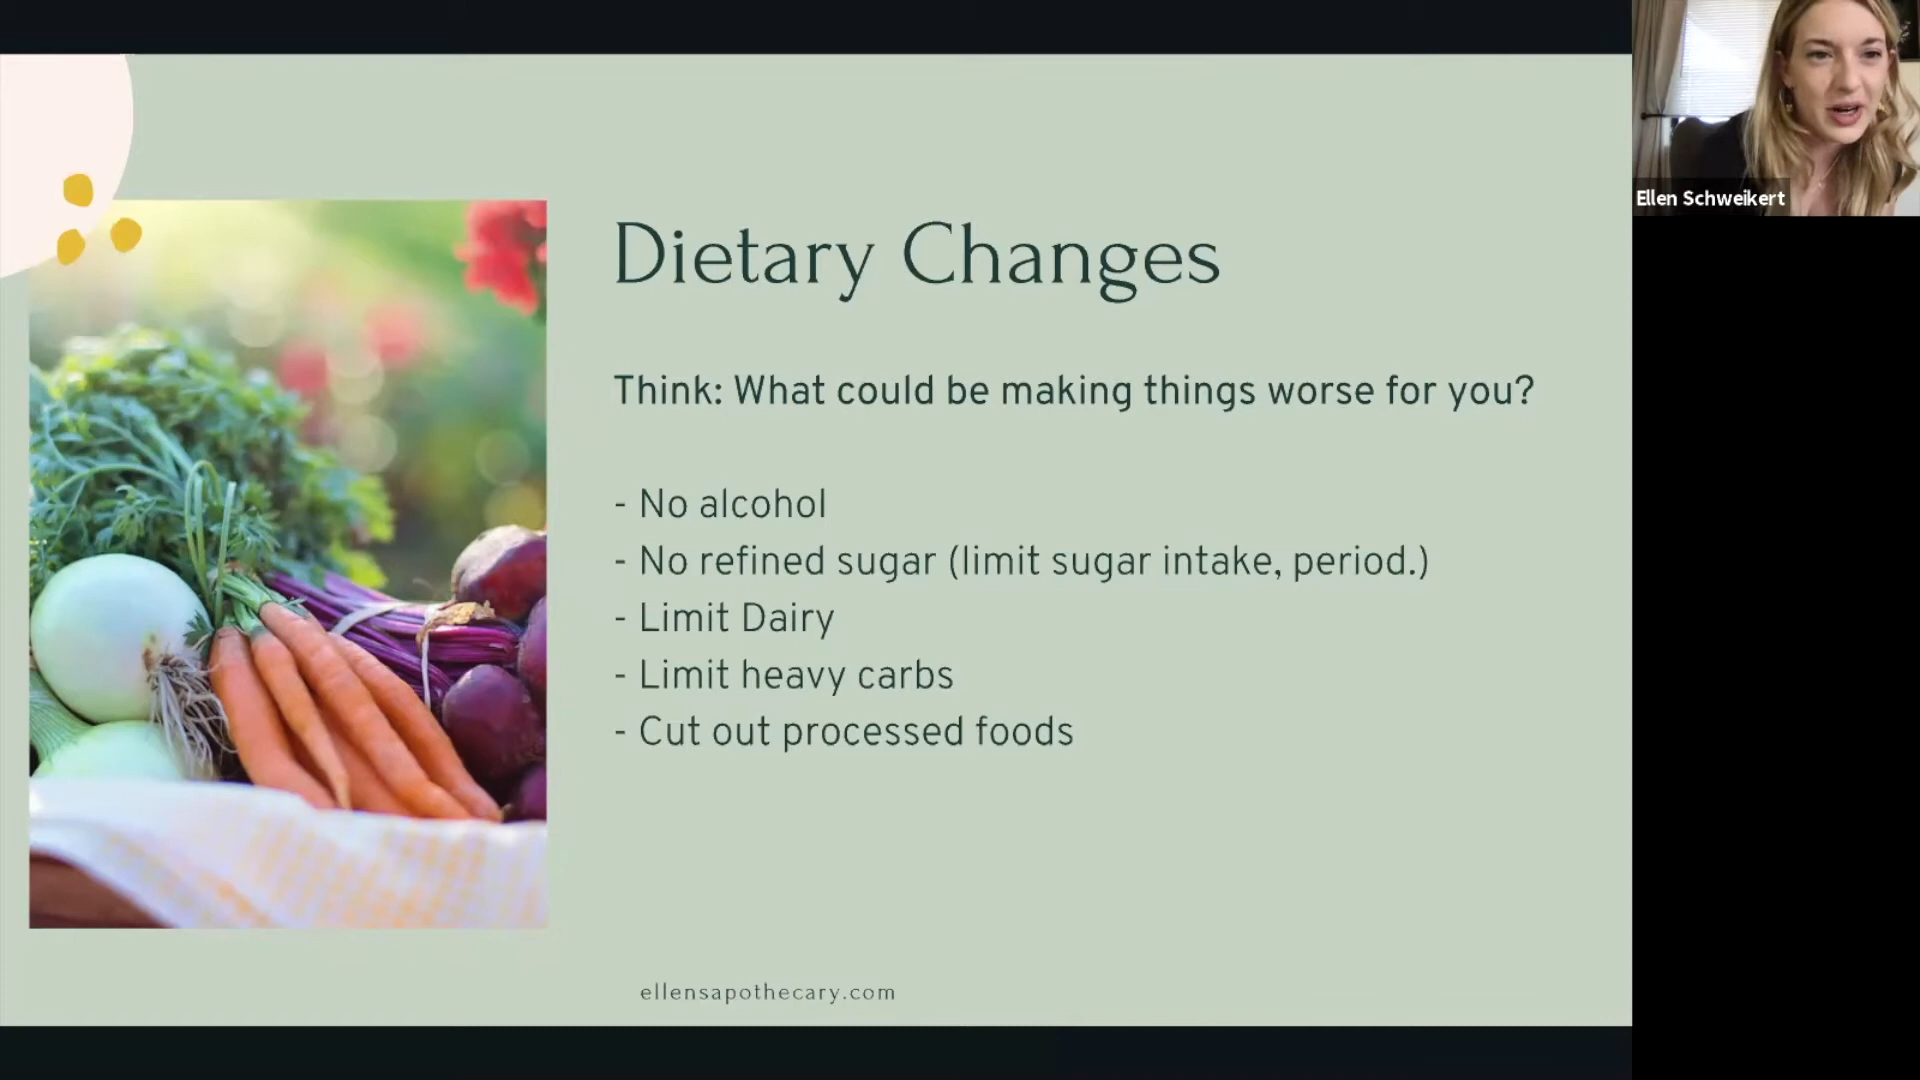 Dietary Changes
Think: What could be making things worse for you?
- No alcohol
- No refined sugar (limit sugar intake, period.)
- Limit Dairy
- Limit heavy carbs
- Cut out processed foods
ellensapothecary.com
Ellen Schweikert